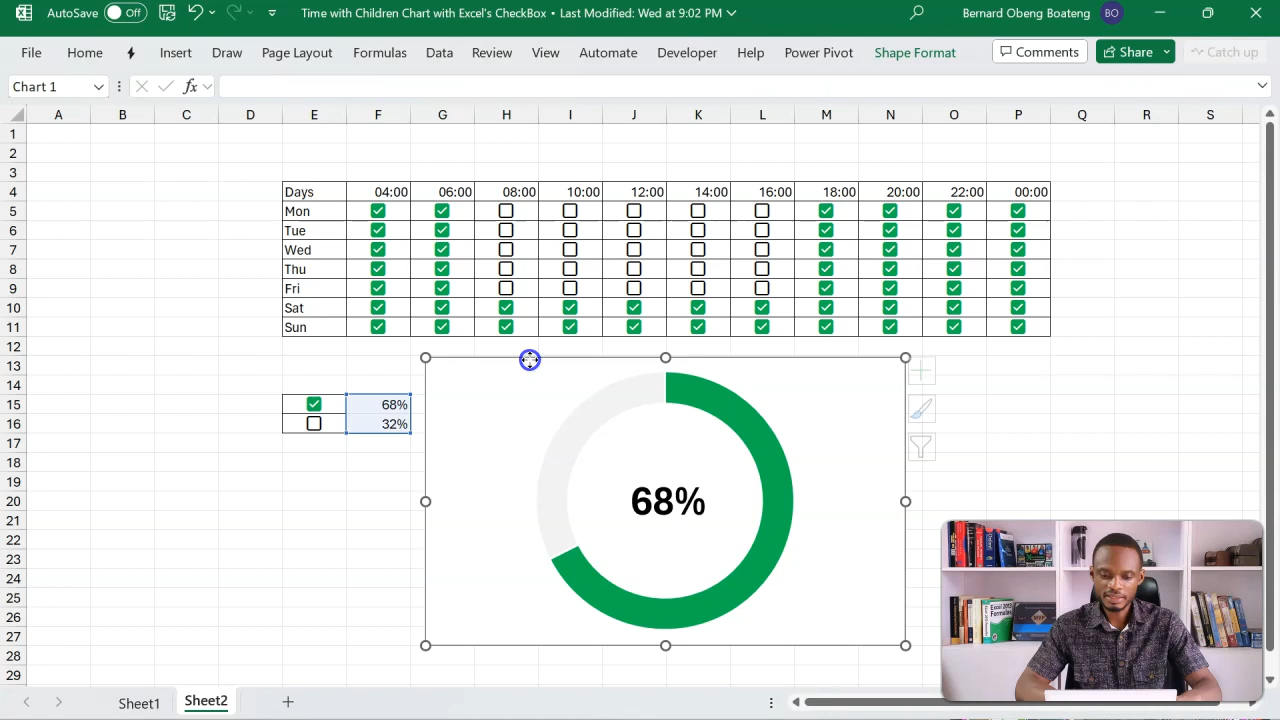 AutoSave Off Time with Children Chart with Excel's CheckBox • Last Modified: Wed at 9:02 PM Bernard Obeng Boateng BO
File Home Insert Draw Page Layout Formulas Data Review View Automate Developer Help Power Pivot Shape Format Comments Share Catch up
Chart 1 fx
A B C D E F G H I J K L M N O P Q R S
1
2
3
4 Days 04:00 06:00 08:00 10:00 12:00 14:00 16:00 18:00 20:00 22:00 00:00
5 Mon
6 Tue
7 Wed
8 Thu
9 Fri
10 Sat
11 Sun
12
13
14
15 68%
16 32%
17
18
19
20 68%
21
22
23
24
25
26
27
28
29
Sheet1 Sheet2